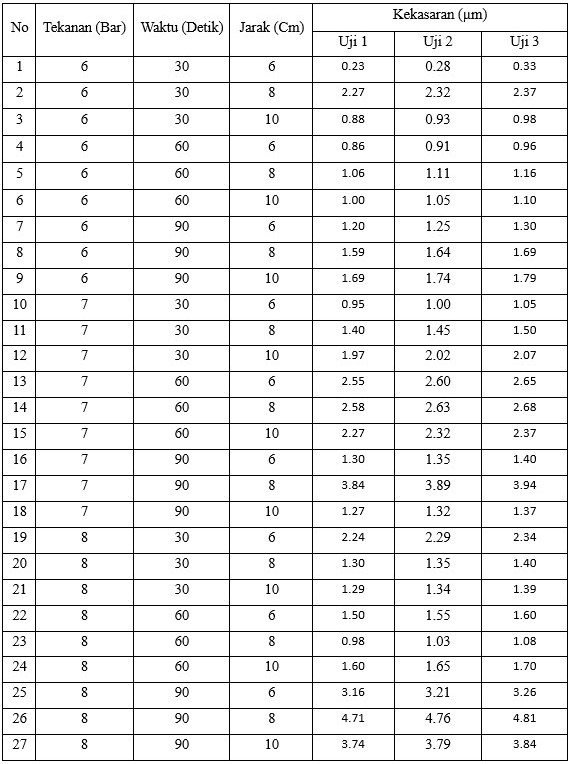 No Tekanan (Bar) Waktu (Detik) Jarak (Cm) Kekasaran (µm)
Uji 1 Uji 2 Uji 3
1 6 30 6 0.23 0.28 0.33
2 6 30 8 2.27 2.32 2.37
3 6 30 10 0.88 0.93 0.98
4 6 60 6 0.86 0.91 0.96
5 6 60 8 1.06 1.11 1.16
6 6 60 10 1.00 1.05 1.10
7 6 90 6 1.20 1.25 1.30
8 6 90 8 1.59 1.64 1.69
9 6 90 10 1.69 1.74 1.79
10 7 30 6 0.95 1.00 1.05
11 7 30 8 1.40 1.45 1.50
12 7 30 10 1.97 2.02 2.07
13 7 60 6 2.55 2.60 2.65
14 7 60 8 2.58 2.63 2.68
15 7 60 10 2.27 2.32 2.37
16 7 90 6 1.30 1.35 1.40
17 7 90 8 3.84 3.89 3.94
18 7 90 10 1.27 1.32 1.37
19 8 30 6 2.24 2.29 2.34
20 8 30 8 1.30 1.35 1.40
21 8 30 10 1.29 1.34 1.39
22 8 60 6 1.50 1.55 1.60
23 8 60 8 0.98 1.03 1.08
24 8 60 10 1.60 1.65 1.70
25 8 90 6 3.16 3.21 3.26
26 8 90 8 4.71 4.76 4.81
27 8 90 10 3.74 3.79 3.84